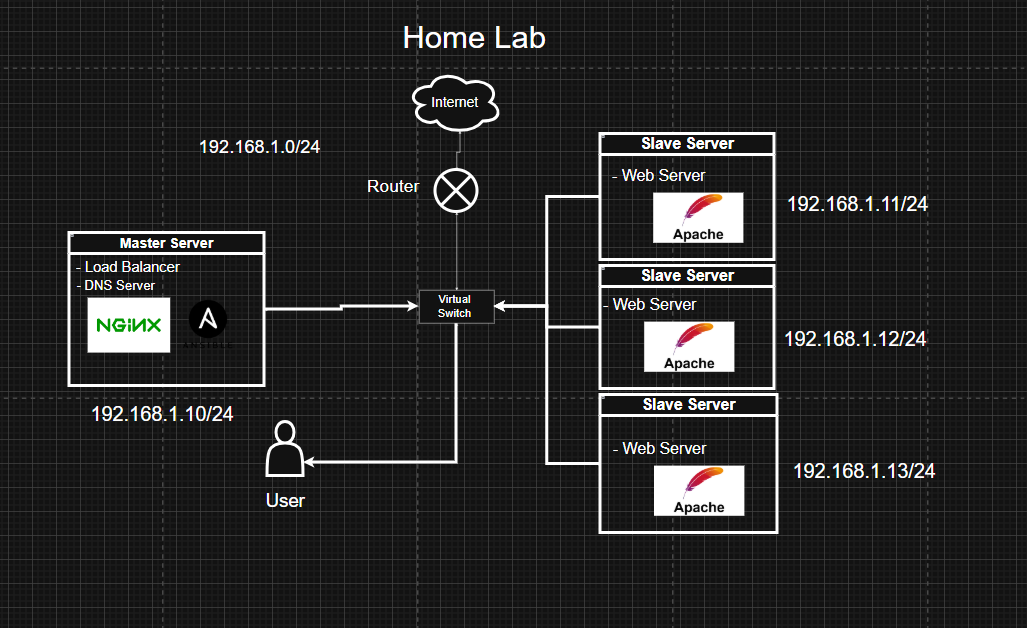 Home Lab
Internet
192.168.1.0/24
Router
Slave Server
- Web Server
Apache
192.168.1.11/24
Master Server
- Load Balancer
- DNS Server
NGiNX
192.168.1.10/24
Virtual
Switch
Slave Server
- Web Server
Apache
192.168.1.12/24
Slave Server
- Web Server
Apache
192.168.1.13/24
User